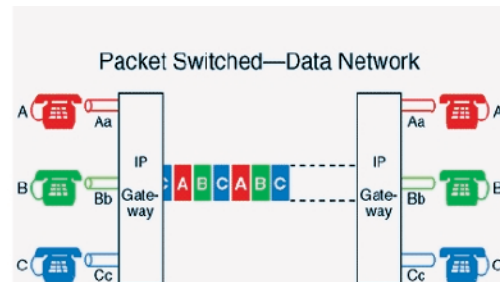 Packet Switched—Data Network
A
Aa
IP
Gate-
way
B
Bb
C
Cc
C A B C A B C
IP
Gate-
way
Aa
A
Bb
B
Cc
C